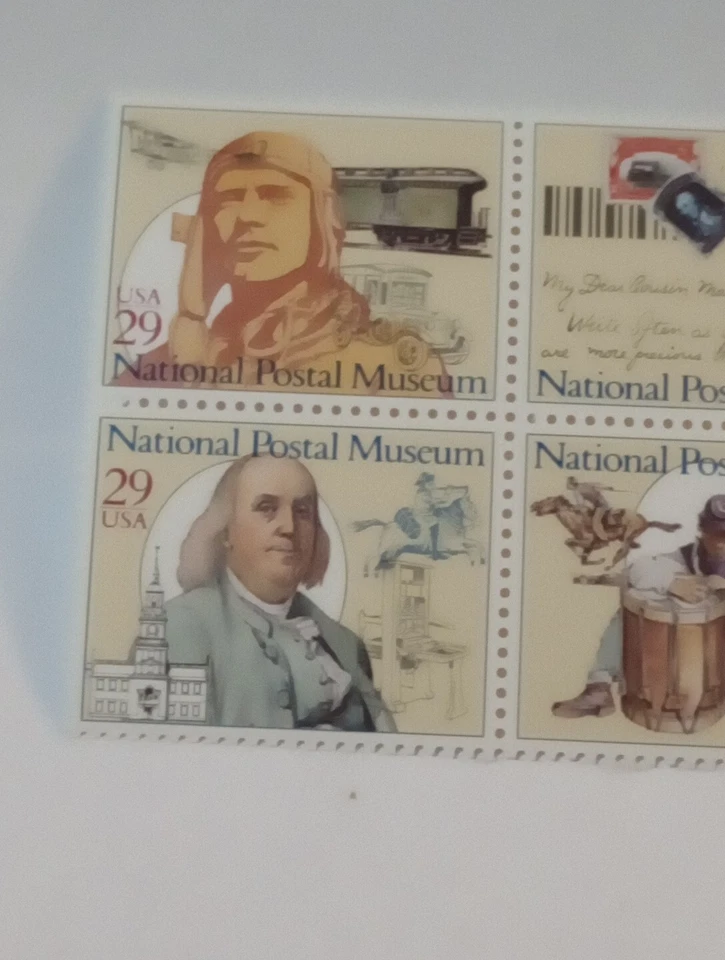 USA
29
National Postal Museum
My Dear Cousin
Write often as
are more precious
National Pos
National Postal Museum
29
USA
National Pos